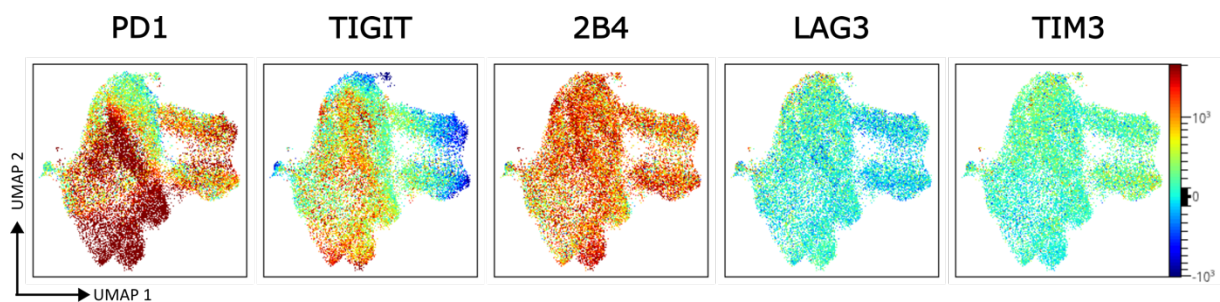 PD1 TIGIT 2B4 LAG3 TIM3
10³
0
-10³
UMAP 2
UMAP 1